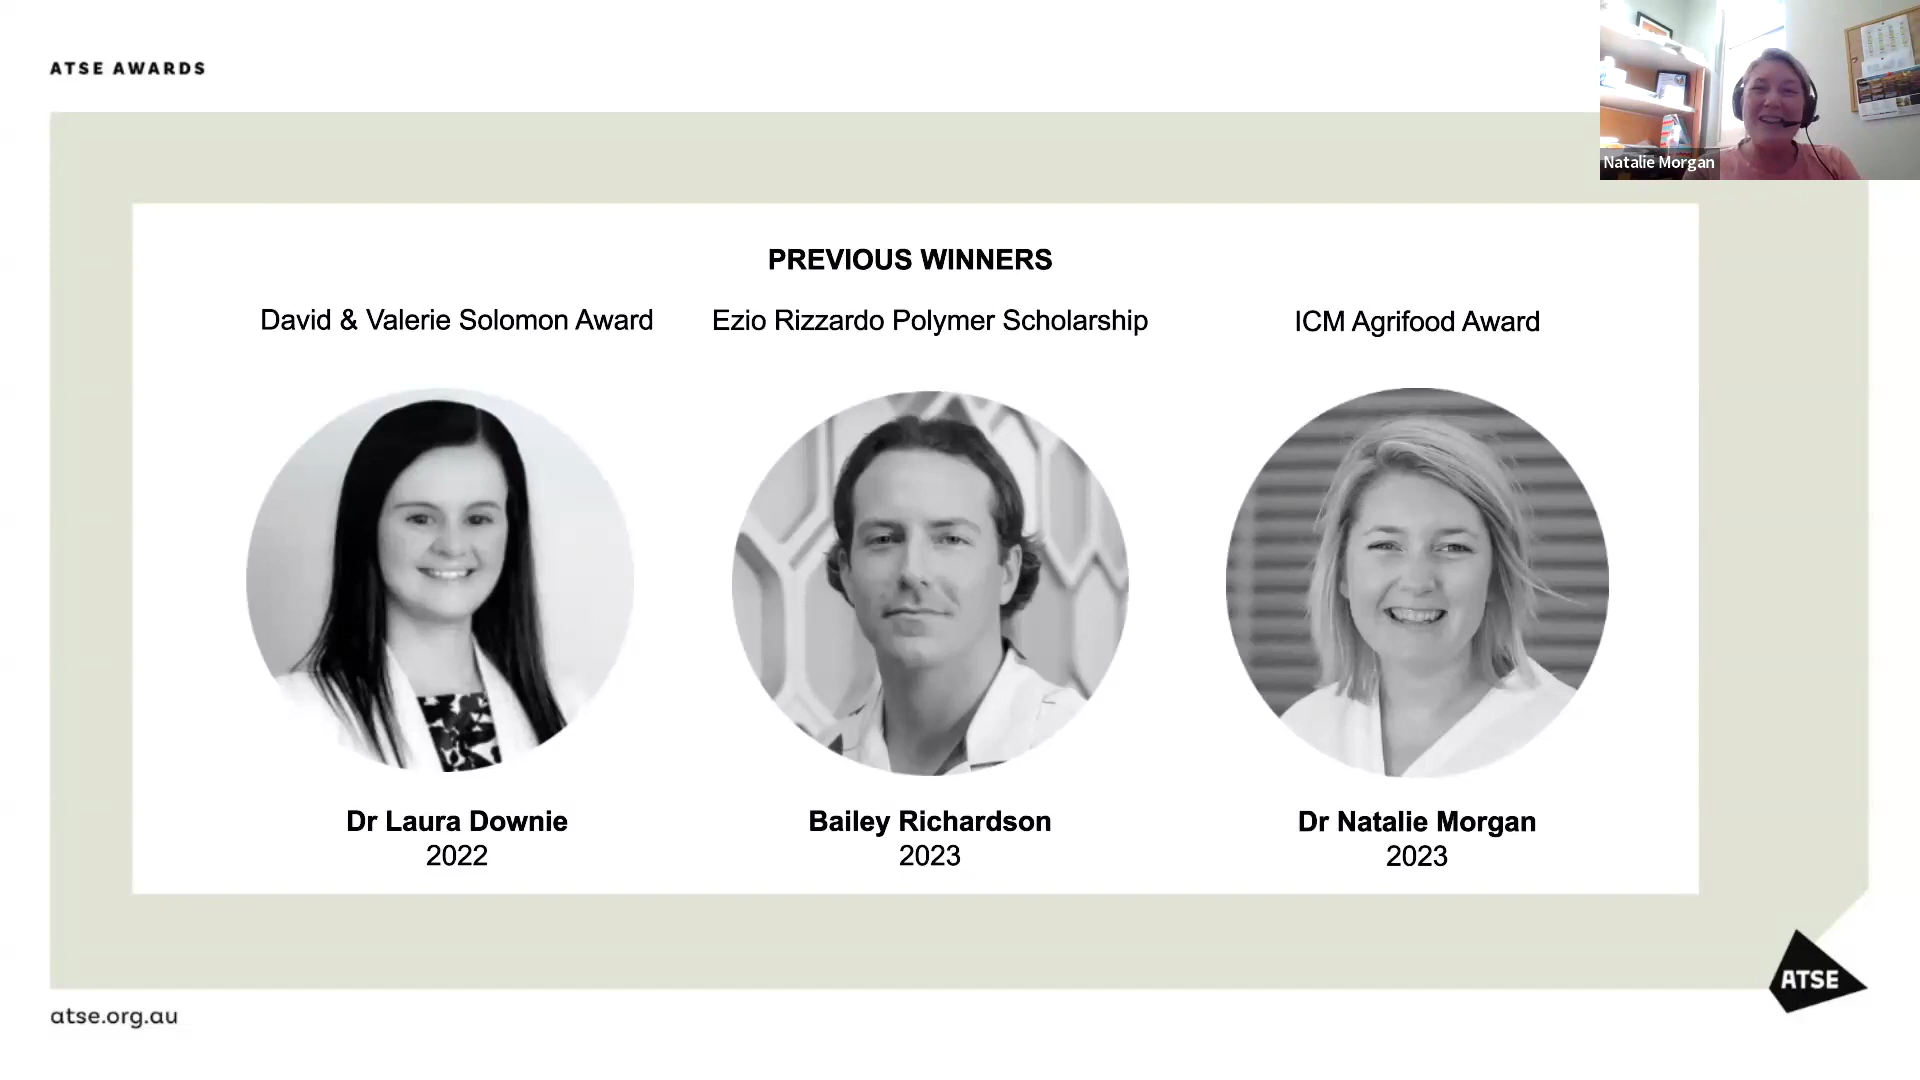 ATSE AWARDS
Natalie Morgan
PREVIOUS WINNERS
David & Valerie Solomon Award
Ezio Rizzardo Polymer Scholarship
ICM Agrifood Award
Dr Laura Downie
2022
Bailey Richardson
2023
Dr Natalie Morgan
2023
ATSE
atse.org.au